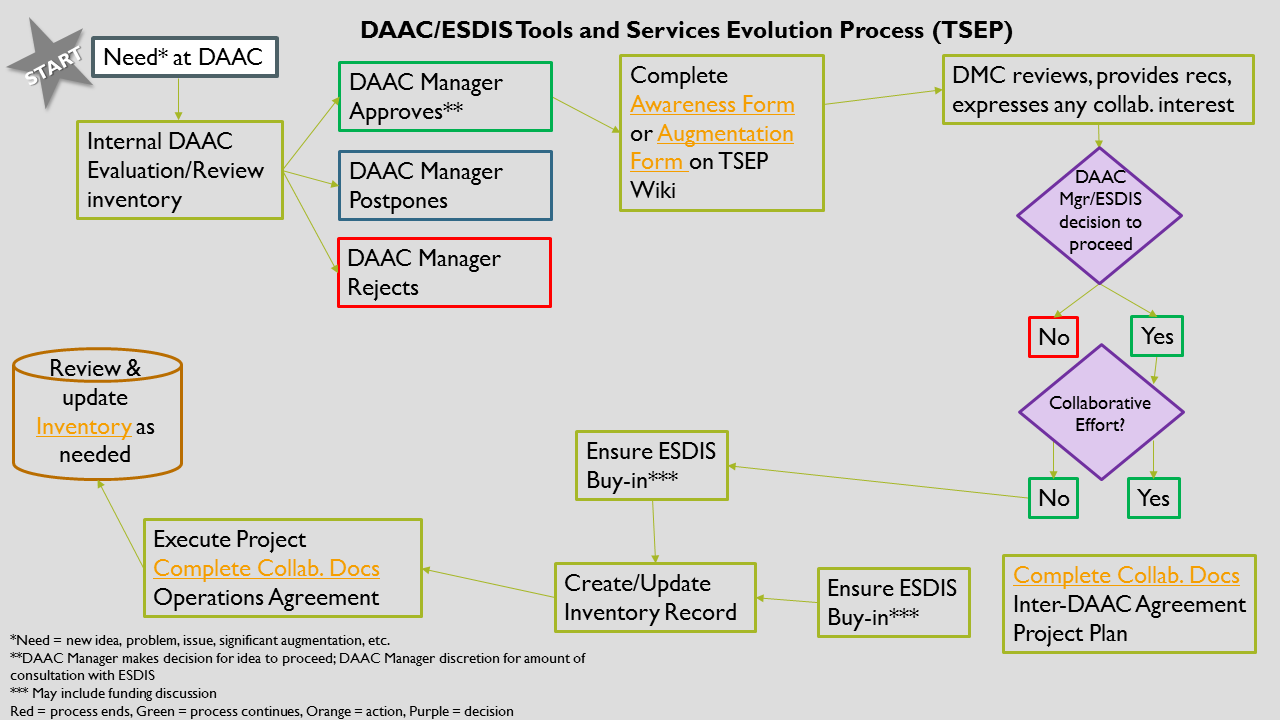 DAAC/ESDIS Tools and Services Evolution Process (TSEP)
START
Need* at DAAC
Internal DAAC
Evaluation/Review
inventory
DAAC Manager
Approves**
DAAC Manager
Postpones
DAAC Manager
Rejects
Complete
Awareness Form
or Augmentation
Form on TSEP
Wiki
DMC reviews, provides recs,
expresses any collab. interest
DAAC
Mgr/ESDIS
decision to
proceed
No
Yes
Collaborative
Effort?
No
Yes
Ensure ESDIS
Buy-in***
Complete Collab. Docs
Inter-DAAC Agreement
Project Plan
Ensure ESDIS
Buy-in***
Create/Update
Inventory Record
Execute Project
Complete Collab. Docs
Operations Agreement
Review &
update
Inventory as
needed
*Need = new idea, problem, issue, significant augmentation, etc.
**DAAC Manager makes decision for idea to proceed; DAAC Manager discretion for amount of
consultation with ESDIS
*** May include funding discussion
Red = process ends, Green = process continues, Orange = action, Purple = decision